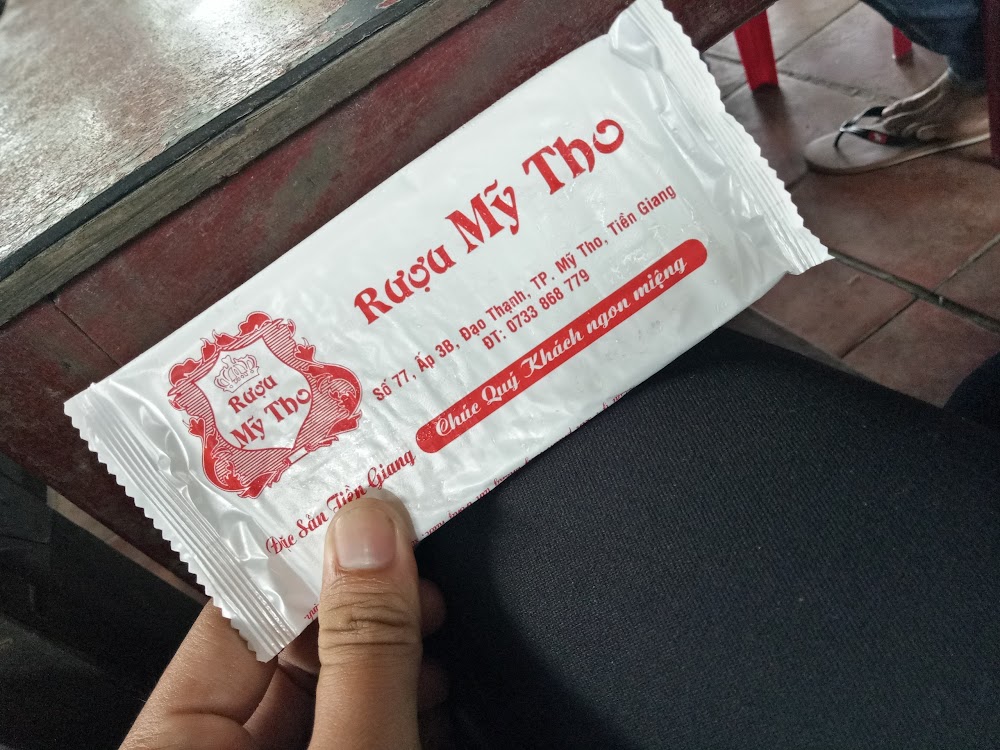 Rượu Mỹ Tho
Số 77, Ấp 3B, Đạo Thạnh, TP. Mỹ Tho, Tiền Giang
ĐT: 0733 868 779
Chúc Quý Khách ngon miệng
Rượu
Mỹ Tho
Đặc Sản Tiền Giang